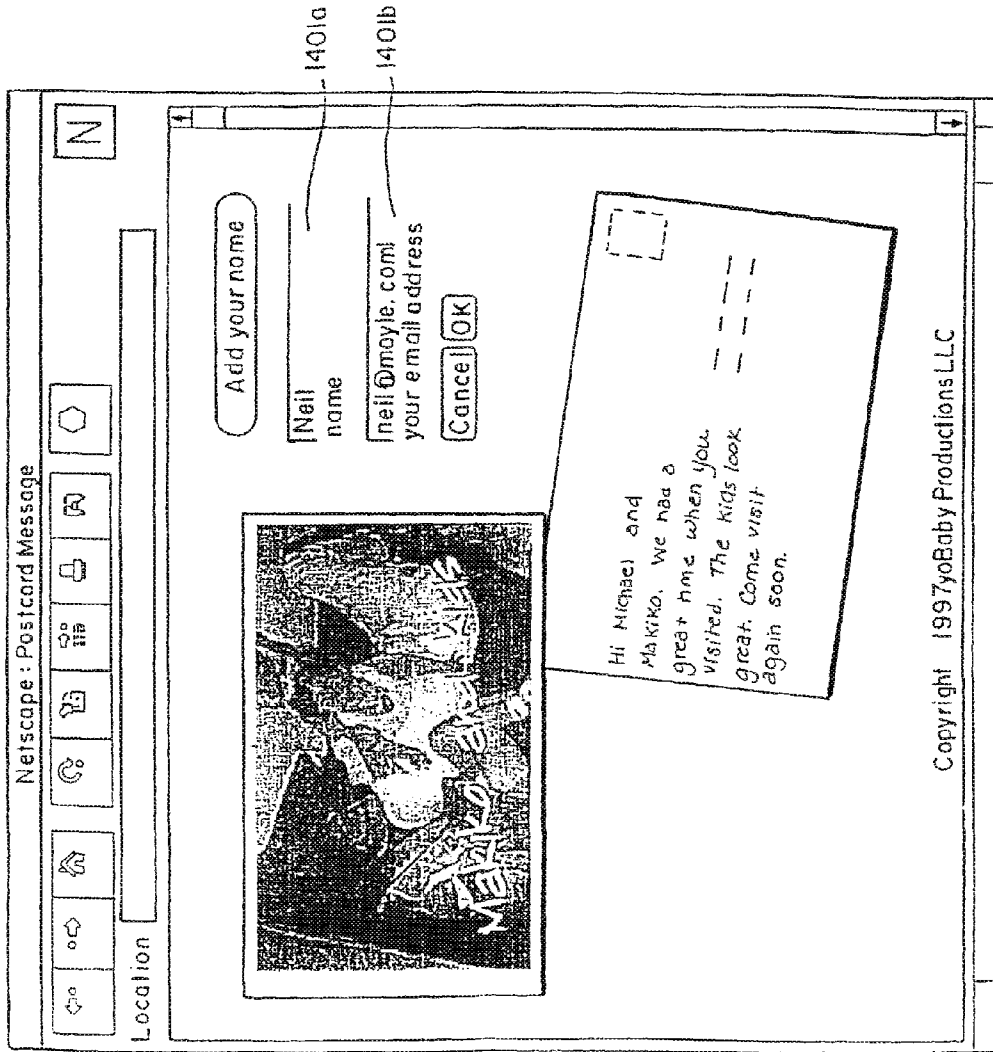 Netscape : Postcard Message
N
Location
Add your name
Neil
name
1401a
neil@mayle.com
your email address
1401b
Cancel OK
Hi Michael and
Makiko. We had a
great time when you
visited. The kids look
great. Come visit
again soon.
Copyright 1997yoBaby Productions LLC